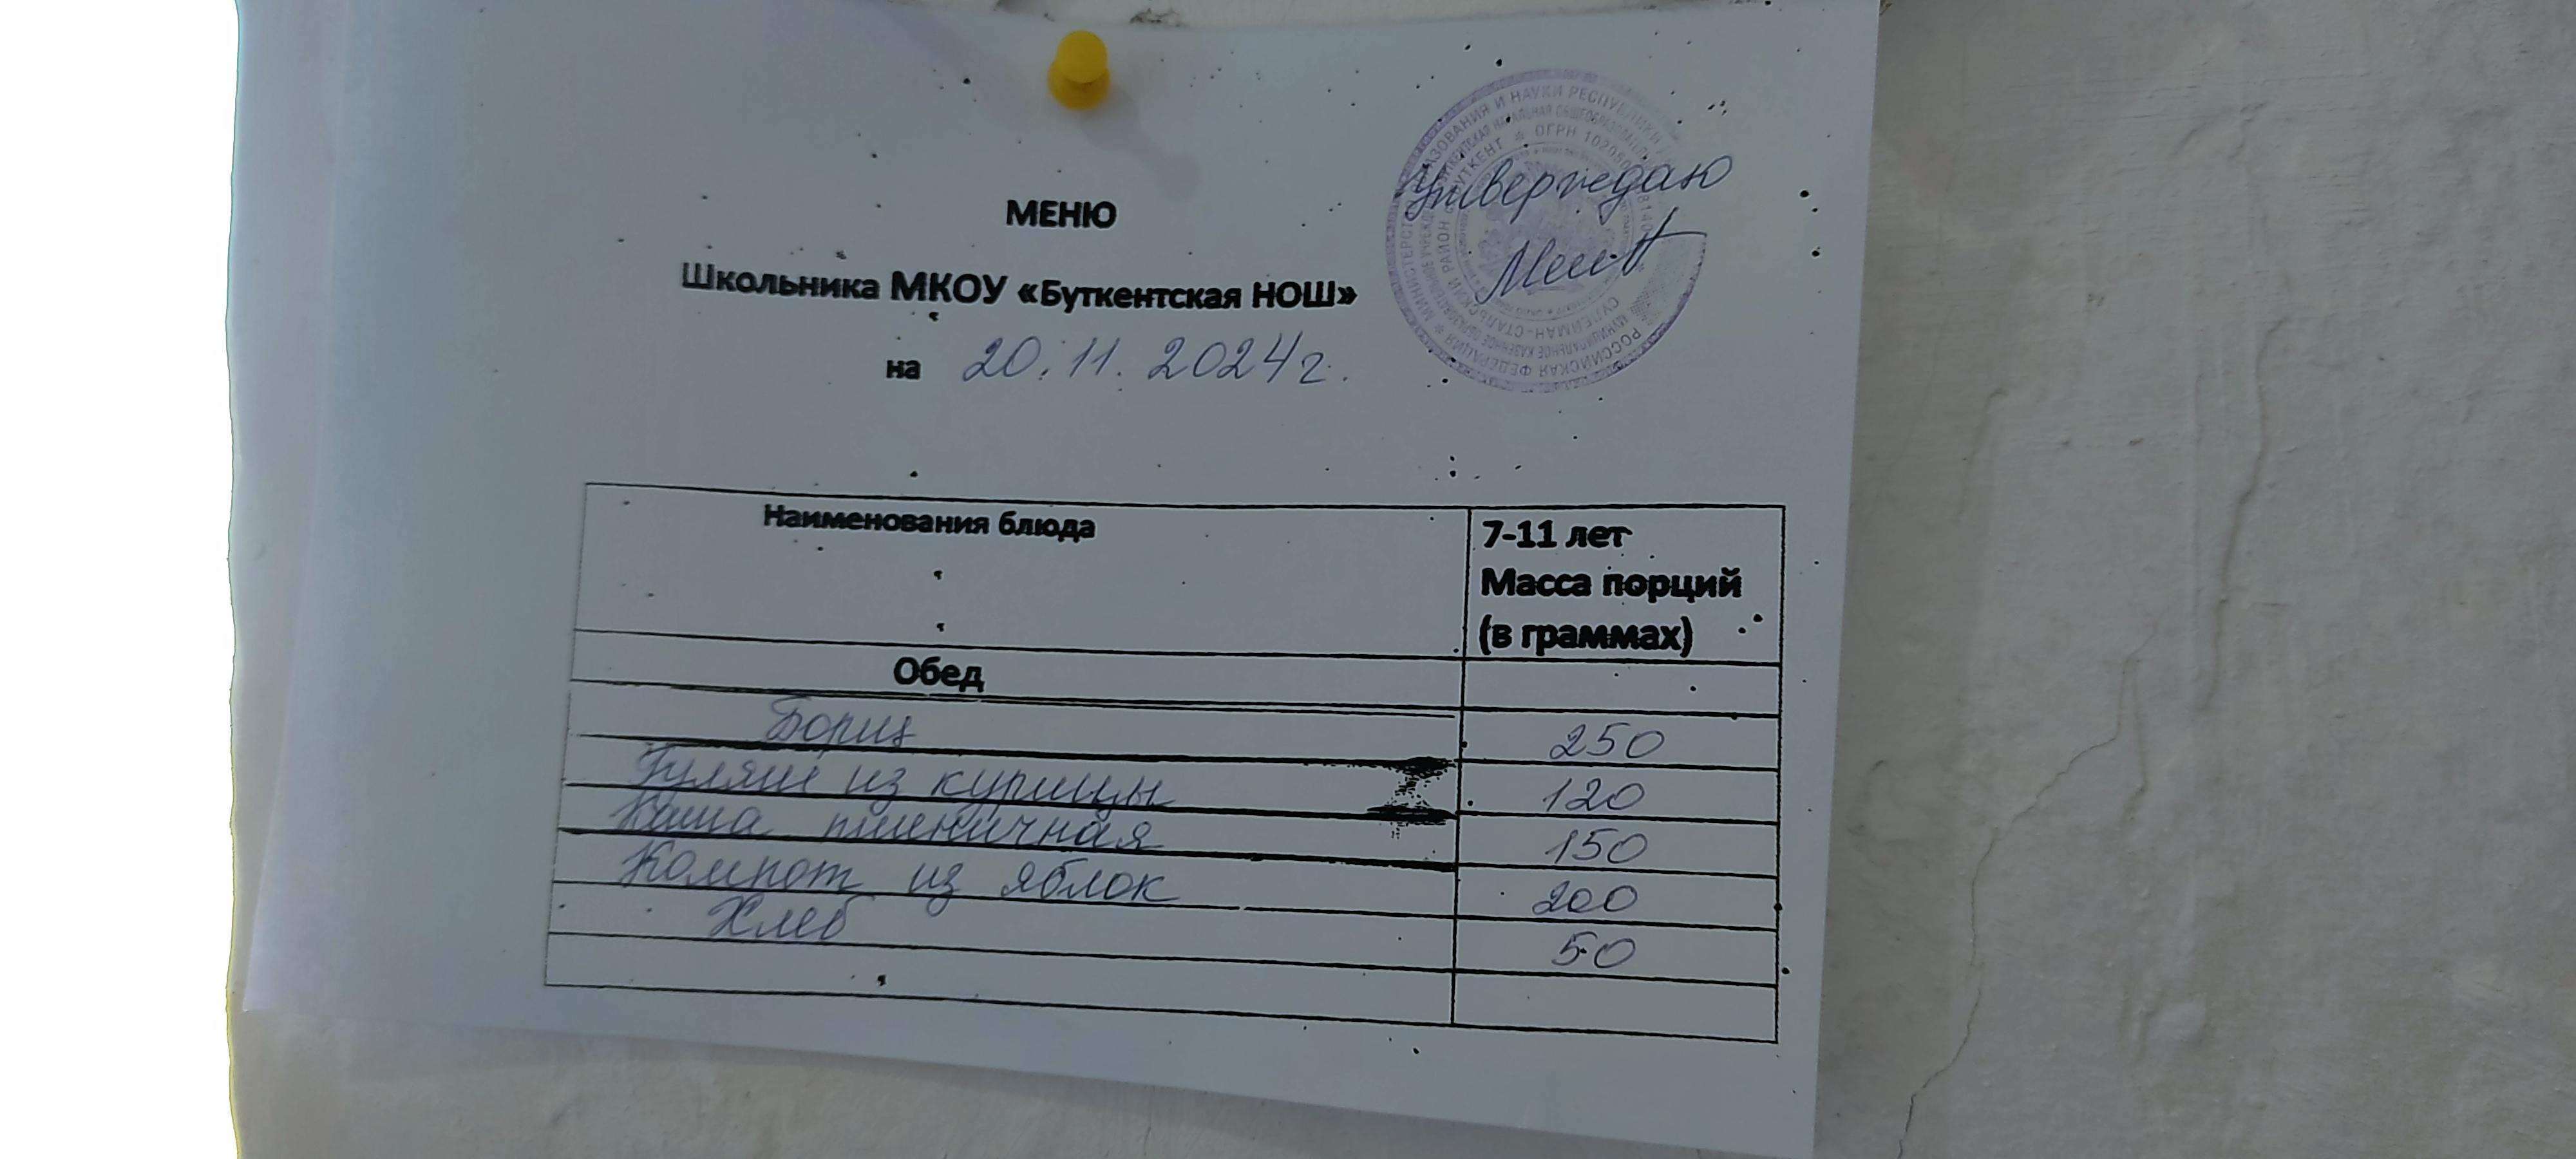 МЕНЮ
Школьника МКОУ «Буткентская НОШ»
на 20.11.2024г.
Утверждаю
Наименования блюда
7-11 лет
Масса порций
(в граммах)
Обед
Борщ 250
Гуляш из курицы 120
Каша пшеничная 150
Компот из яблок 200
Хлеб 50